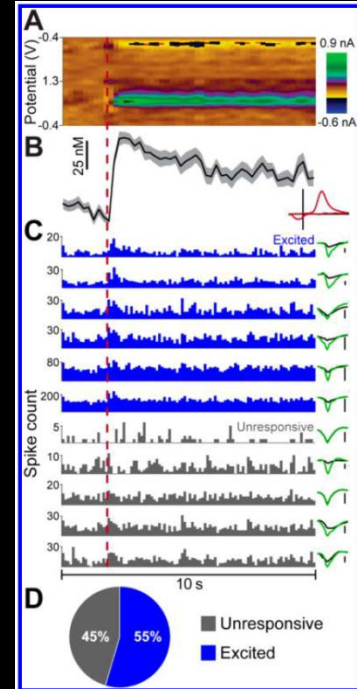 A
Potential (V)
-0.4
1.3
-0.4
0.9 nA
-0.6 nA
B
25 nM
C
Spike count
20
Excited
30
30
30
80
200
5
Unresponsive
10
20
30
30
10 s
D
45%
55%
Unresponsive
Excited